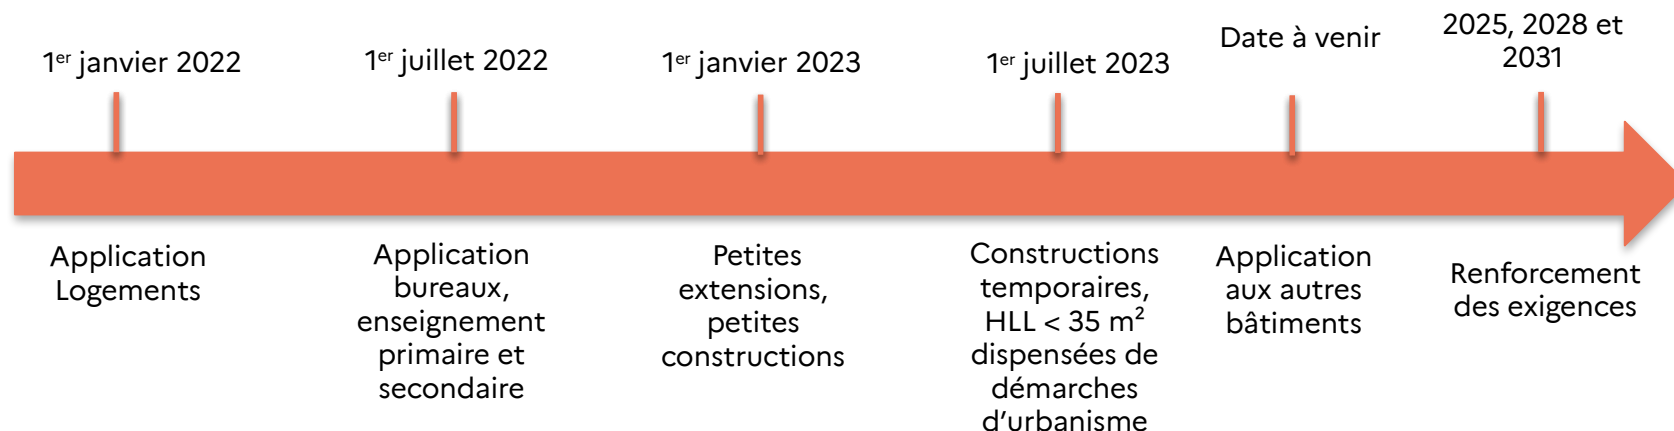 1er janvier 2022
1er juillet 2022
1er janvier 2023
1er juillet 2023
Date à venir
2025, 2028 et
2031
Application
Logements
Application
bureaux,
enseignement
primaire et
secondaire
Petites
extensions,
petites
constructions
Constructions
temporaires,
HLL < 35 m²
dispensées de
démarches
d'urbanisme
Application
aux autres
bâtiments
Renforcement
des exigences